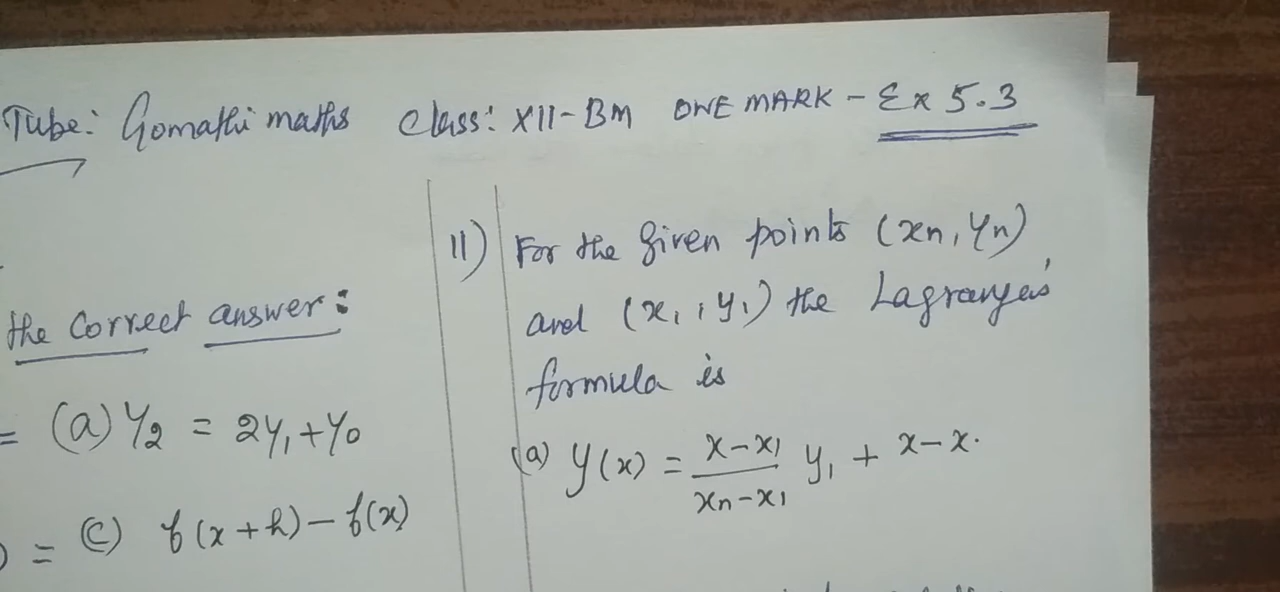 Tube: Gomathi maths Class: XII-BM ONE MARK - Ex 5.3
the correct answer:
= (a) y₂ = 2y₁+y₀
= (c) f(x+h)-f(x)
11) For the given points (xn, yn)
and (x₁, y₁) the Lagrange's
formula is
(a) y(x) = x-x₁/xn-x₁ y₁ + x-x